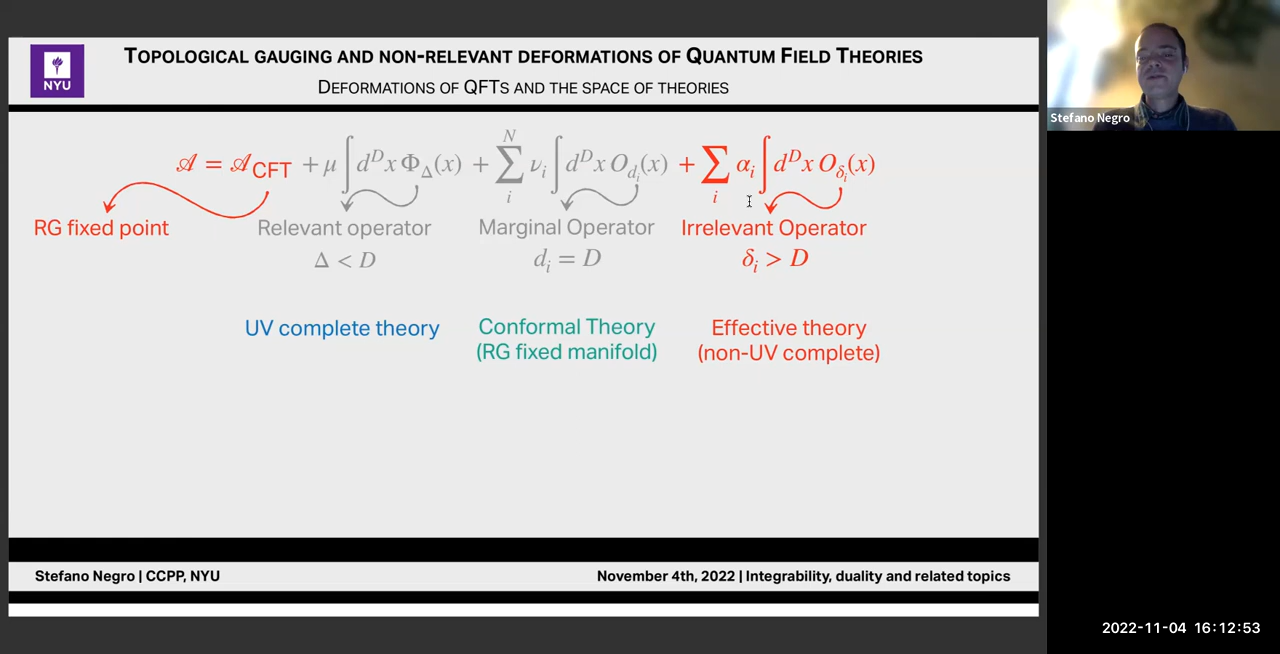 NYU
TOPOLOGICAL GAUGING AND NON-RELEVANT DEFORMATIONS OF QUANTUM FIELD THEORIES
DEFORMATIONS OF QFTS AND THE SPACE OF THEORIES
𝒜 = 𝒜_CFT + μ ∫ d^D x Φ_Δ(x) + ∑_i^N ν_i ∫ d^D x O_{d_i}(x) + ∑_i α_i ∫ d^D x O_{δ_i}(x)
RG fixed point Relevant operator Marginal Operator Irrelevant Operator
Δ < D d_i = D δ_i > D
UV complete theory Conformal Theory Effective theory
(RG fixed manifold) (non-UV complete)
Stefano Negro | CCPP, NYU November 4th, 2022 | Integrability, duality and related topics
Stefano Negro
2022-11-04 16:12:53